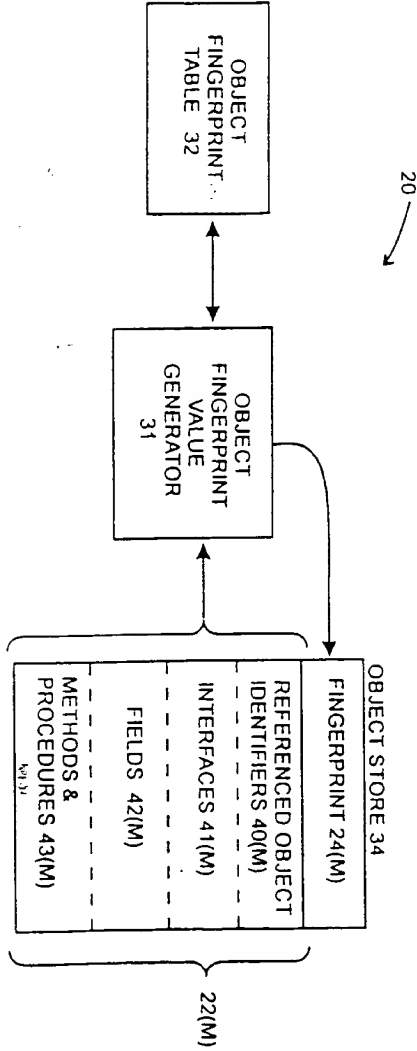 20
OBJECT
FINGERPRINT
TABLE 32
OBJECT
FINGERPRINT
VALUE
GENERATOR
31
OBJECT STORE 34
FINGERPRINT 24(M)
REFERENCED OBJECT
IDENTIFIERS 40(M)
INTERFACES 41(M)
FIELDS 42(M)
METHODS &
PROCEDURES 43(M)
22(M)